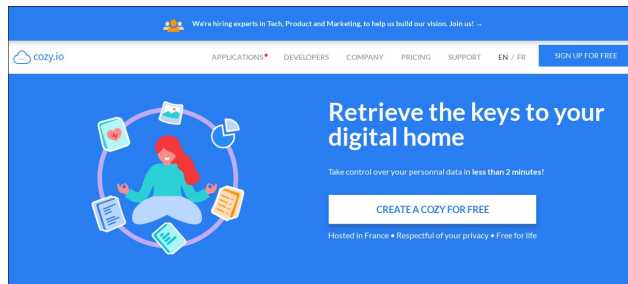 We're hiring experts in Tech, Product and Marketing, to help us build our vision. Join us! →
cozy.io APPLICATIONS DEVELOPERS COMPANY PRICING SUPPORT EN / FR SIGN UP FOR FREE
Retrieve the keys to your
digital home
Take control over your personnal data in less than 2 minutes!
CREATE A COZY FOR FREE
Hosted in France • Respectful of your privacy • Free for life